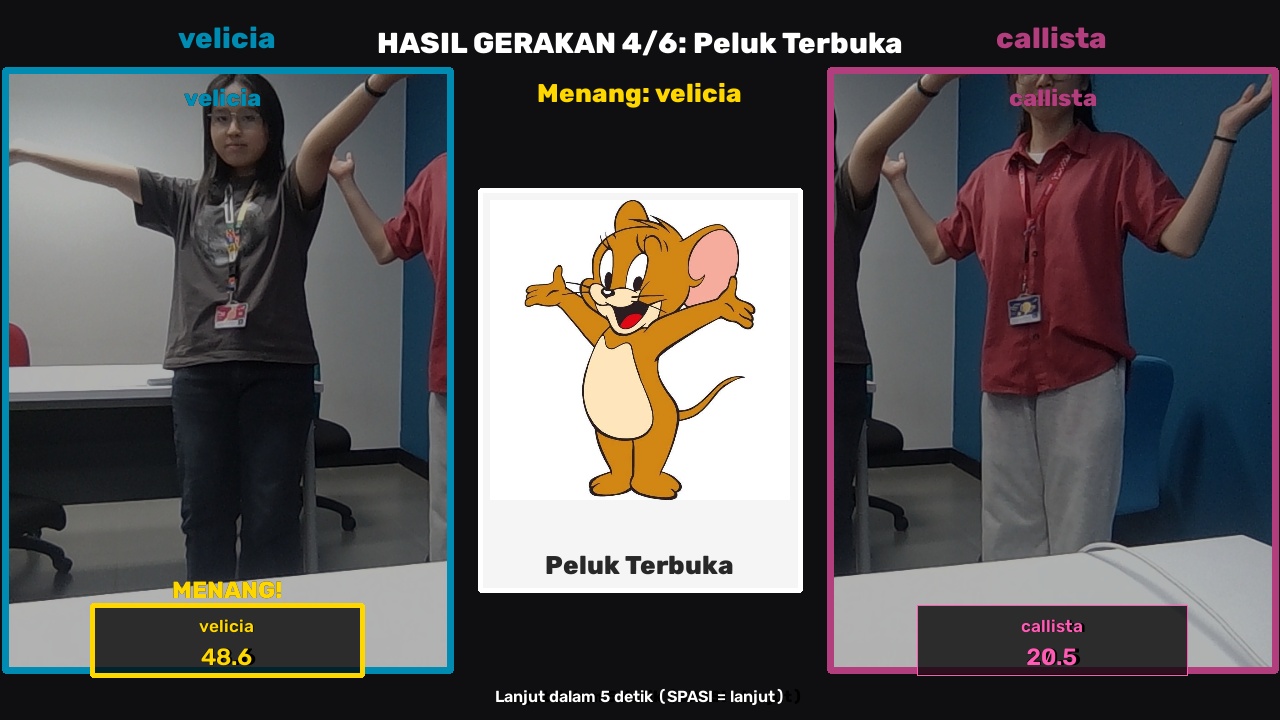 velicia
HASIL GERAKAN 4/6: Peluk Terbuka
callista
Menang: velicia
velicia
callista
Peluk Terbuka
MENANG!
velicia
48.6
callista
20.5
Lanjut dalam 5 detik (SPASI = lanjut)